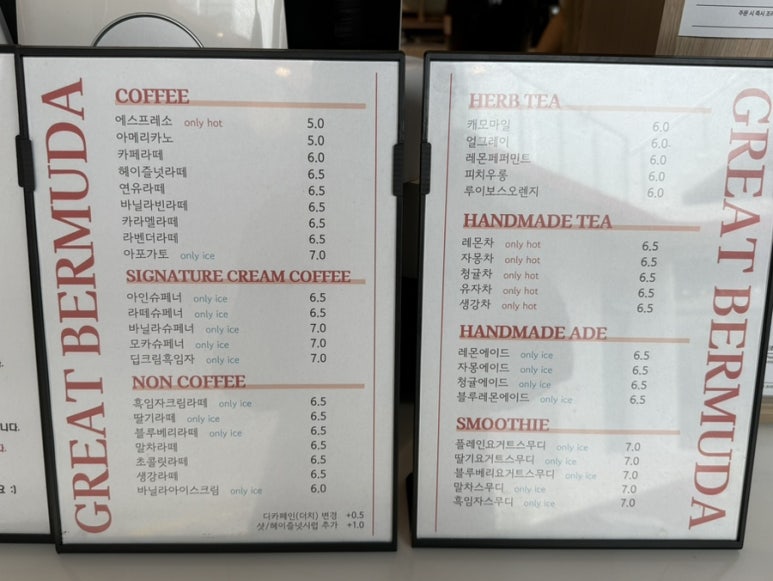 주문 시 즉시 조
니다.
다.
요 :)
GREAT BERMUDA
COFFEE
에스프레소 only hot 5.0
아메리카노 5.0
카페라떼 6.0
헤이즐넛라떼 6.5
연유라떼 6.5
바닐라빈라떼 6.5
카라멜라떼 6.5
라벤더라떼 6.5
아포가토 only ice 7.0
SIGNATURE CREAM COFFEE
아인슈페너 only ice 6.5
라떼슈페너 only ice 6.5
바닐라슈페너 only ice 7.0
모카슈페너 only ice 7.0
딥크림흑임자 only ice 7.0
NON COFFEE
흑임자크림라떼 only ice 6.5
딸기라떼 only ice 6.5
블루베리라떼 only ice 6.5
말차라떼 6.5
초콜릿라떼 6.5
생강라떼 6.5
바닐라아이스크림 only ice 6.0
디카페인(더치) 변경 +0.5
샷/헤이즐넛시럽 추가 +1.0
HERB TEA
캐모마일 6.0
얼그레이 6.0
레몬페퍼민트 6.0
피치우롱 6.0
루이보스오렌지 6.0
HANDMADE TEA
레몬차 only hot 6.5
자몽차 only hot 6.5
청귤차 only hot 6.5
유자차 only hot 6.5
생강차 only hot 6.5
HANDMADE ADE
레몬에이드 only ice 6.5
자몽에이드 only ice 6.5
청귤에이드 only ice 6.5
블루레몬에이드 only ice 6.5
SMOOTHIE
플레인요거트스무디 only ice 7.0
딸기요거트스무디 only ice 7.0
블루베리요거트스무디 only ice 7.0
말차스무디 only ice 7.0
흑임자스무디 only ice 7.0
GREAT BERMUDA